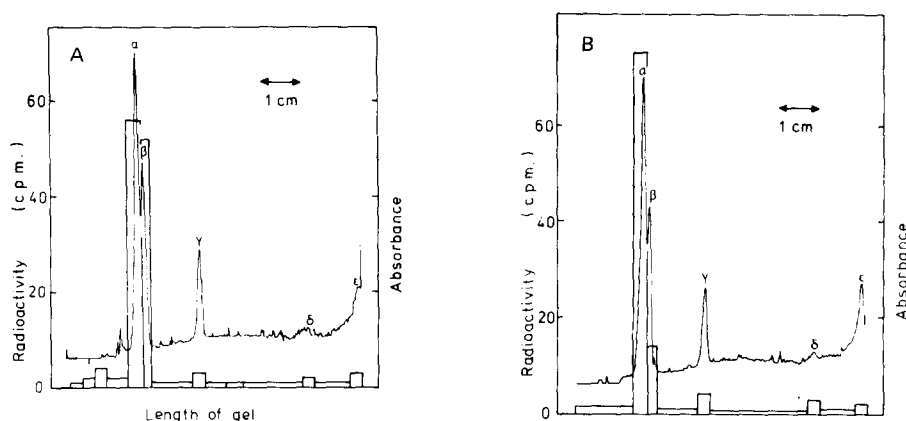 A
α
β
γ
δ
ε
1 cm
60
40
20
0
Radioactivity (c.p.m.)
Absorbance
Length of gel
B
α
β
γ
δ
ε
1 cm
60
40
20
0
Radioactivity (c.p.m.)
Absorbance